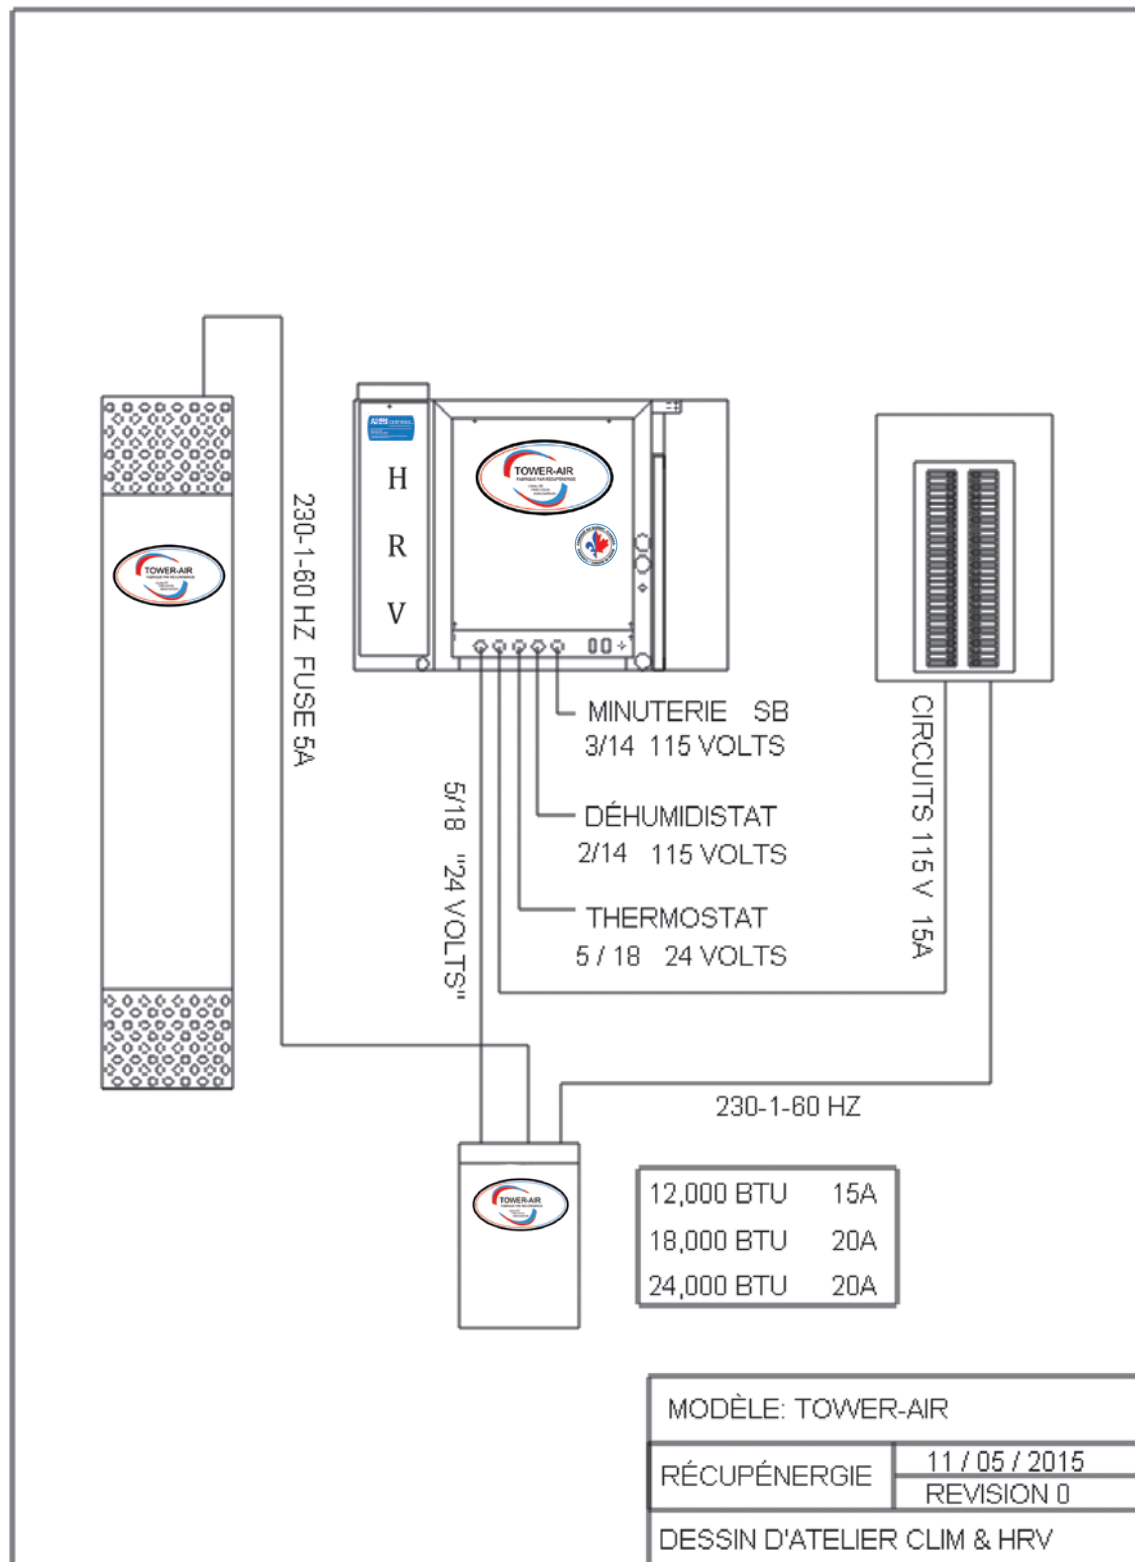 H
R
V
TOWER-AIR
FABRIQUÉ PAR RÉCUPÉNERGIE
TOWER-AIR
230-1-60 HZ FUSE 5A
MINUTERIE SB
3/14 115 VOLTS
DÉHUMIDISTAT
2/14 115 VOLTS
THERMOSTAT
5 / 18 24 VOLTS
5/18 "24 VOLTS"
CIRCUITS 115 V 15A
230-1-60 HZ
TOWER-AIR
12,000 BTU 15A
18,000 BTU 20A
24,000 BTU 20A
MODÈLE: TOWER-AIR
RÉCUPÉNERGIE
11 / 05 / 2015
REVISION 0
DESSIN D'ATELIER CLIM & HRV